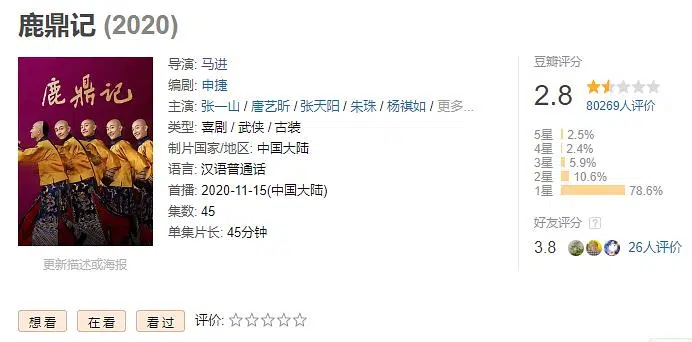 鹿鼎记 (2020)
鹿鼎记
导演: 马进
编剧: 申捷
主演: 张一山 / 唐艺昕 / 张天阳 / 朱珠 / 杨祺如 / 更多...
类型: 喜剧 / 武侠 / 古装
制片国家/地区: 中国大陆
语言: 汉语普通话
首播: 2020-11-15(中国大陆)
集数: 45
单集片长: 45分钟
更新描述或海报
豆瓣评分
2.8
80269人评价
5星 2.5%
4星 2.4%
3星 5.9%
2星 10.6%
1星 78.6%
好友评分 ?
3.8 26人评价
想看 在看 看过 评价: